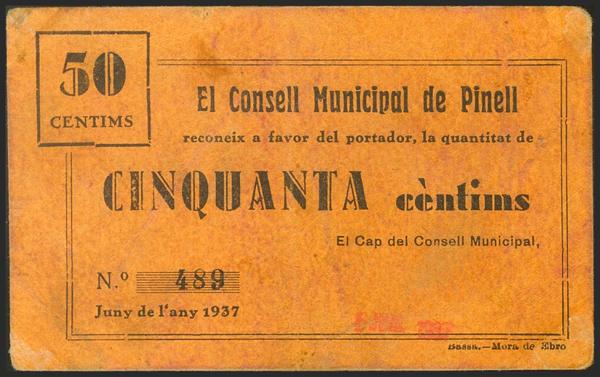 50
CENTIMS
El Consell Municipal de Pinell
reconeix a favor del portador, la quantitat de
CINQUANTA cèntims
El Cap del Consell Municipal,
N.º 489
Juny de l'any 1937
Bassa.—Mora de Ebro